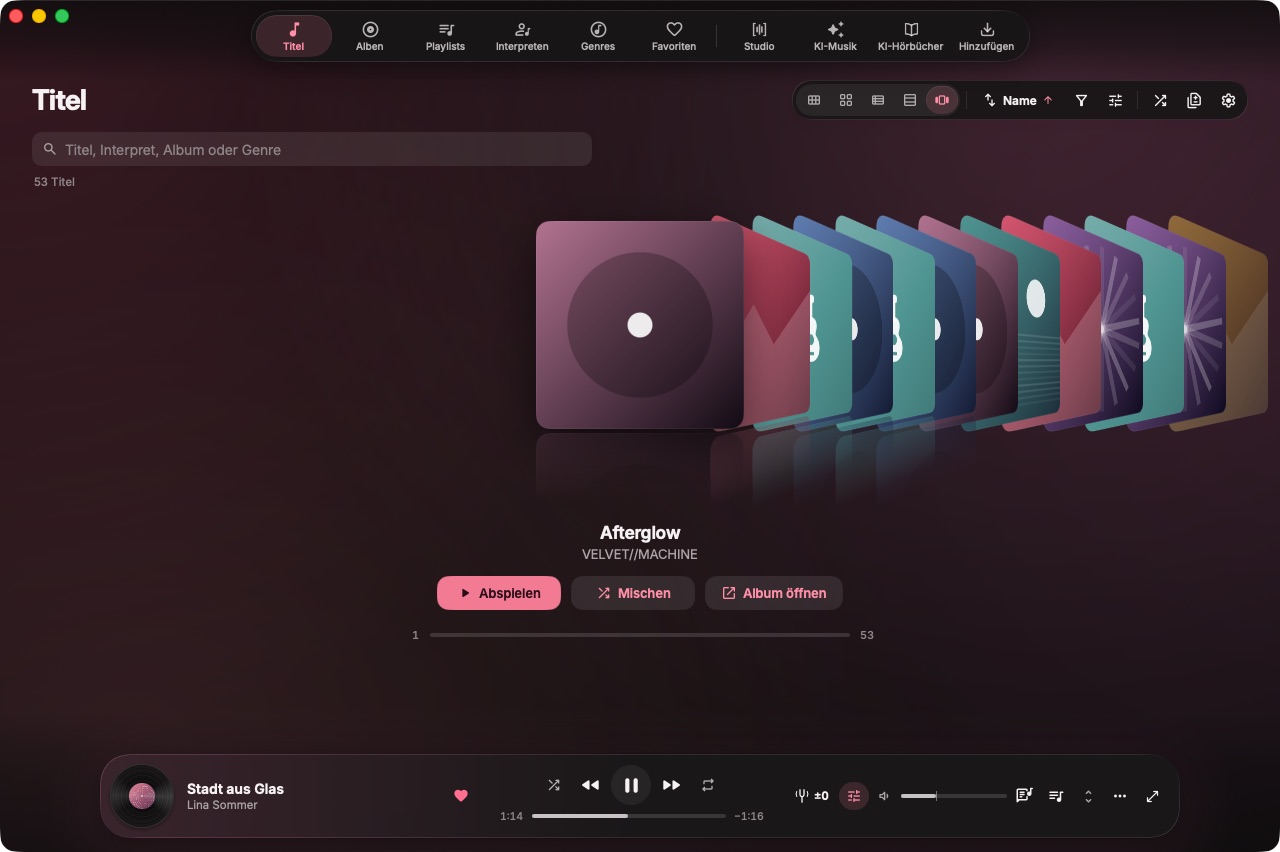 Titel
Alben
Playlists
Interpreten
Genres
Favoriten
Studio
KI-Musik
KI-Hörbücher
Hinzufügen
Titel
Name
Titel, Interpret, Album oder Genre
53 Titel
Afterglow
VELVET//MACHINE
Abspielen
Mischen
Album öffnen
1
53
Stadt aus Glas
Lina Sommer
1:14
−1:16
±0